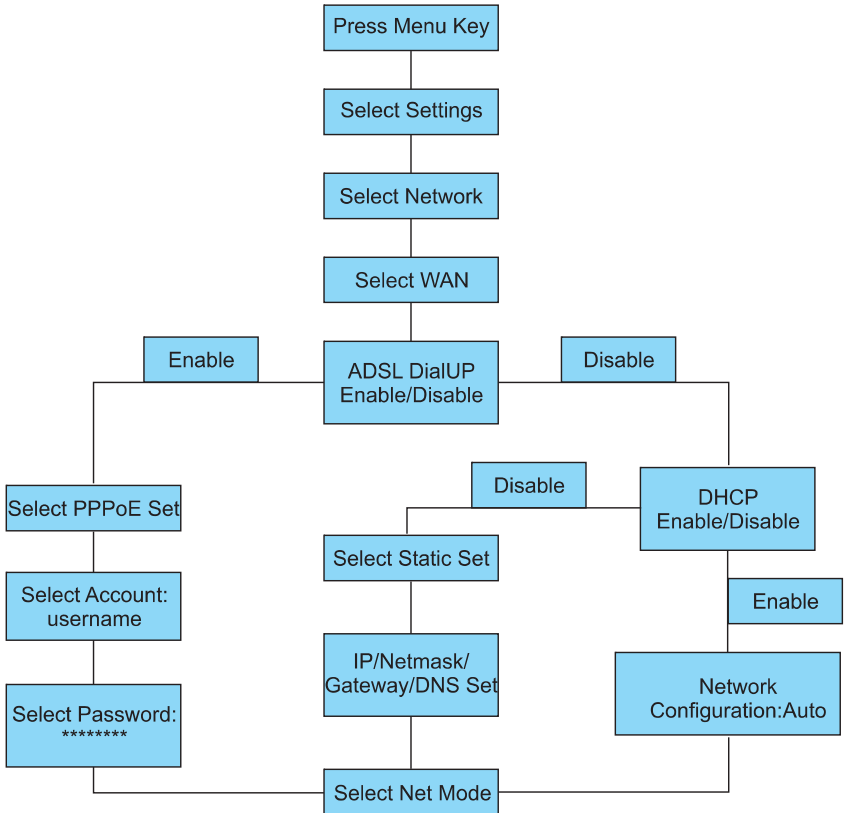 Press Menu Key
Select Settings
Select Network
Select WAN
Enable
ADSL DialUP
Enable/Disable
Disable
Select PPPoE Set
Select Account:
username
Select Password:
********
Disable
DHCP
Enable/Disable
Select Static Set
IP/Netmask/
Gateway/DNS Set
Enable
Network
Configuration:Auto
Select Net Mode